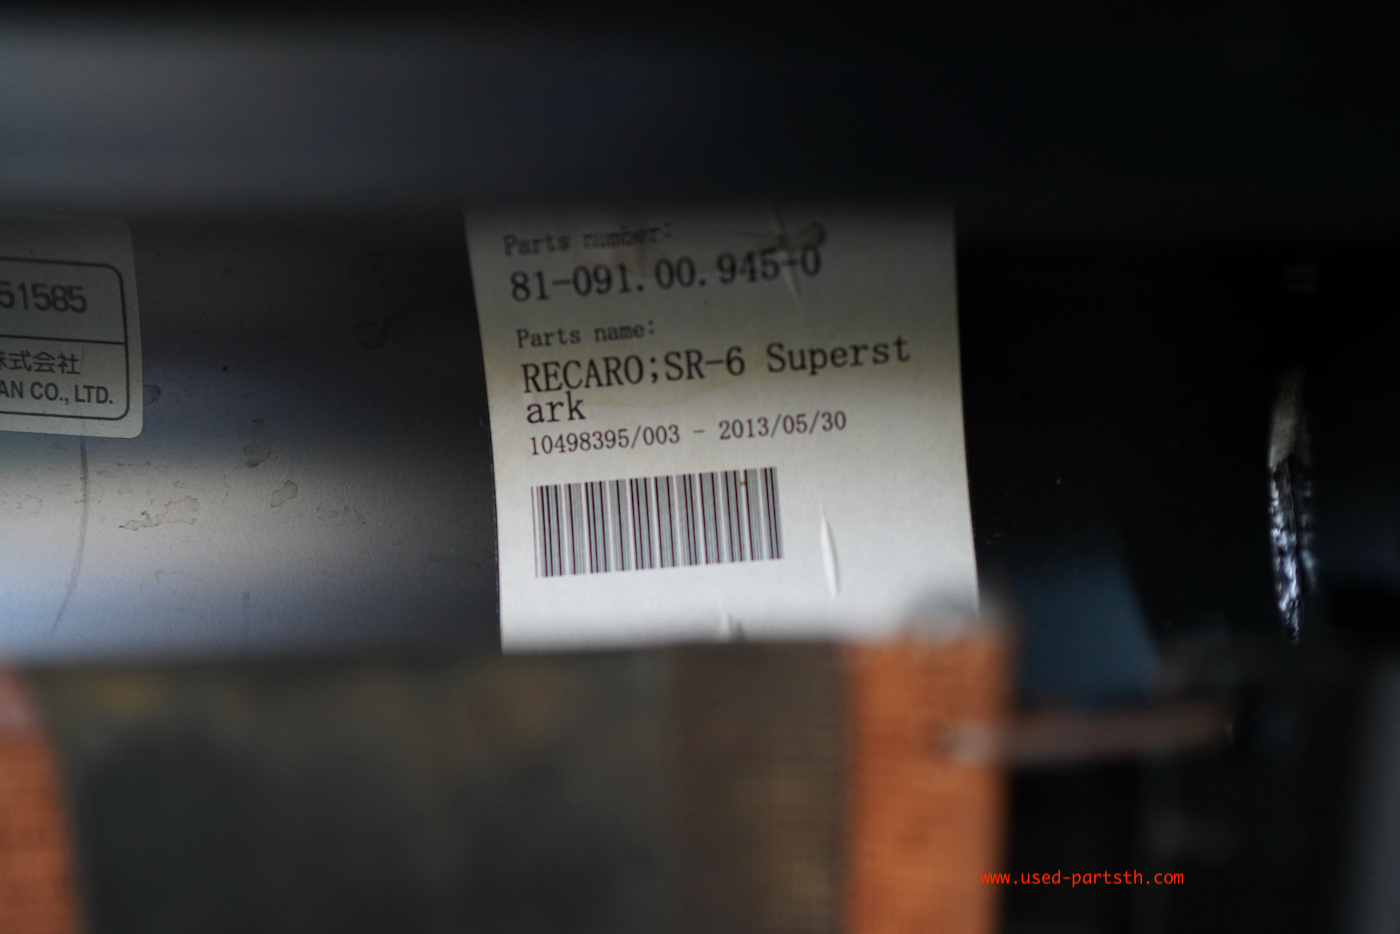 51585
株式会社
AN CO., LTD.
Parts number:
81-091.00.945-0
Parts name:
RECARO;SR-6 Superst
ark
10498395/003 - 2013/05/30
www.used-partsth.com